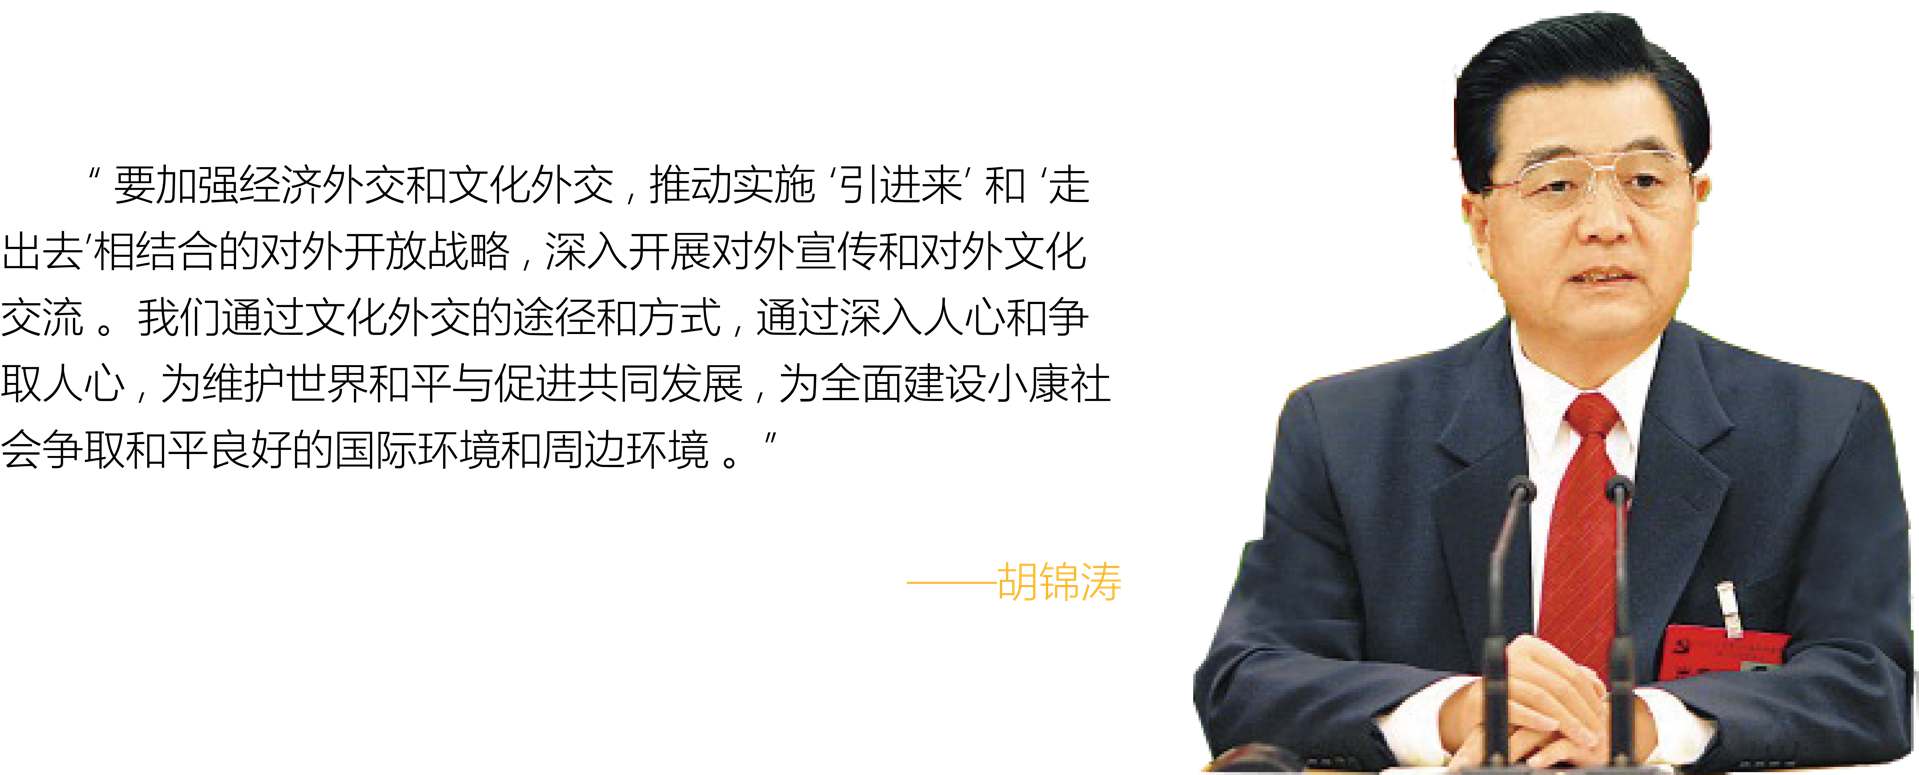 “ 要加强经济外交和文化外交 , 推动实施 ‘引进来’ 和 ‘走
出去’相结合的对外开放战略 , 深入开展对外宣传和对外文化
交流 。 我们通过文化外交的途径和方式 , 通过深入人心和争
取人心 , 为维护世界和平与促进共同发展 , 为全面建设小康社
会争取和平良好的国际环境和周边环境 。 ”
——胡锦涛